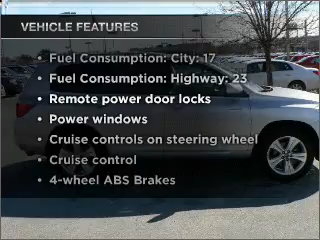 VEHICLE FEATURES
• Fuel Consumption: City: 17
• Fuel Consumption: Highway: 23
• Remote power door locks
• Power windows
• Cruise controls on steering wheel
• Cruise control
• 4-wheel ABS Brakes